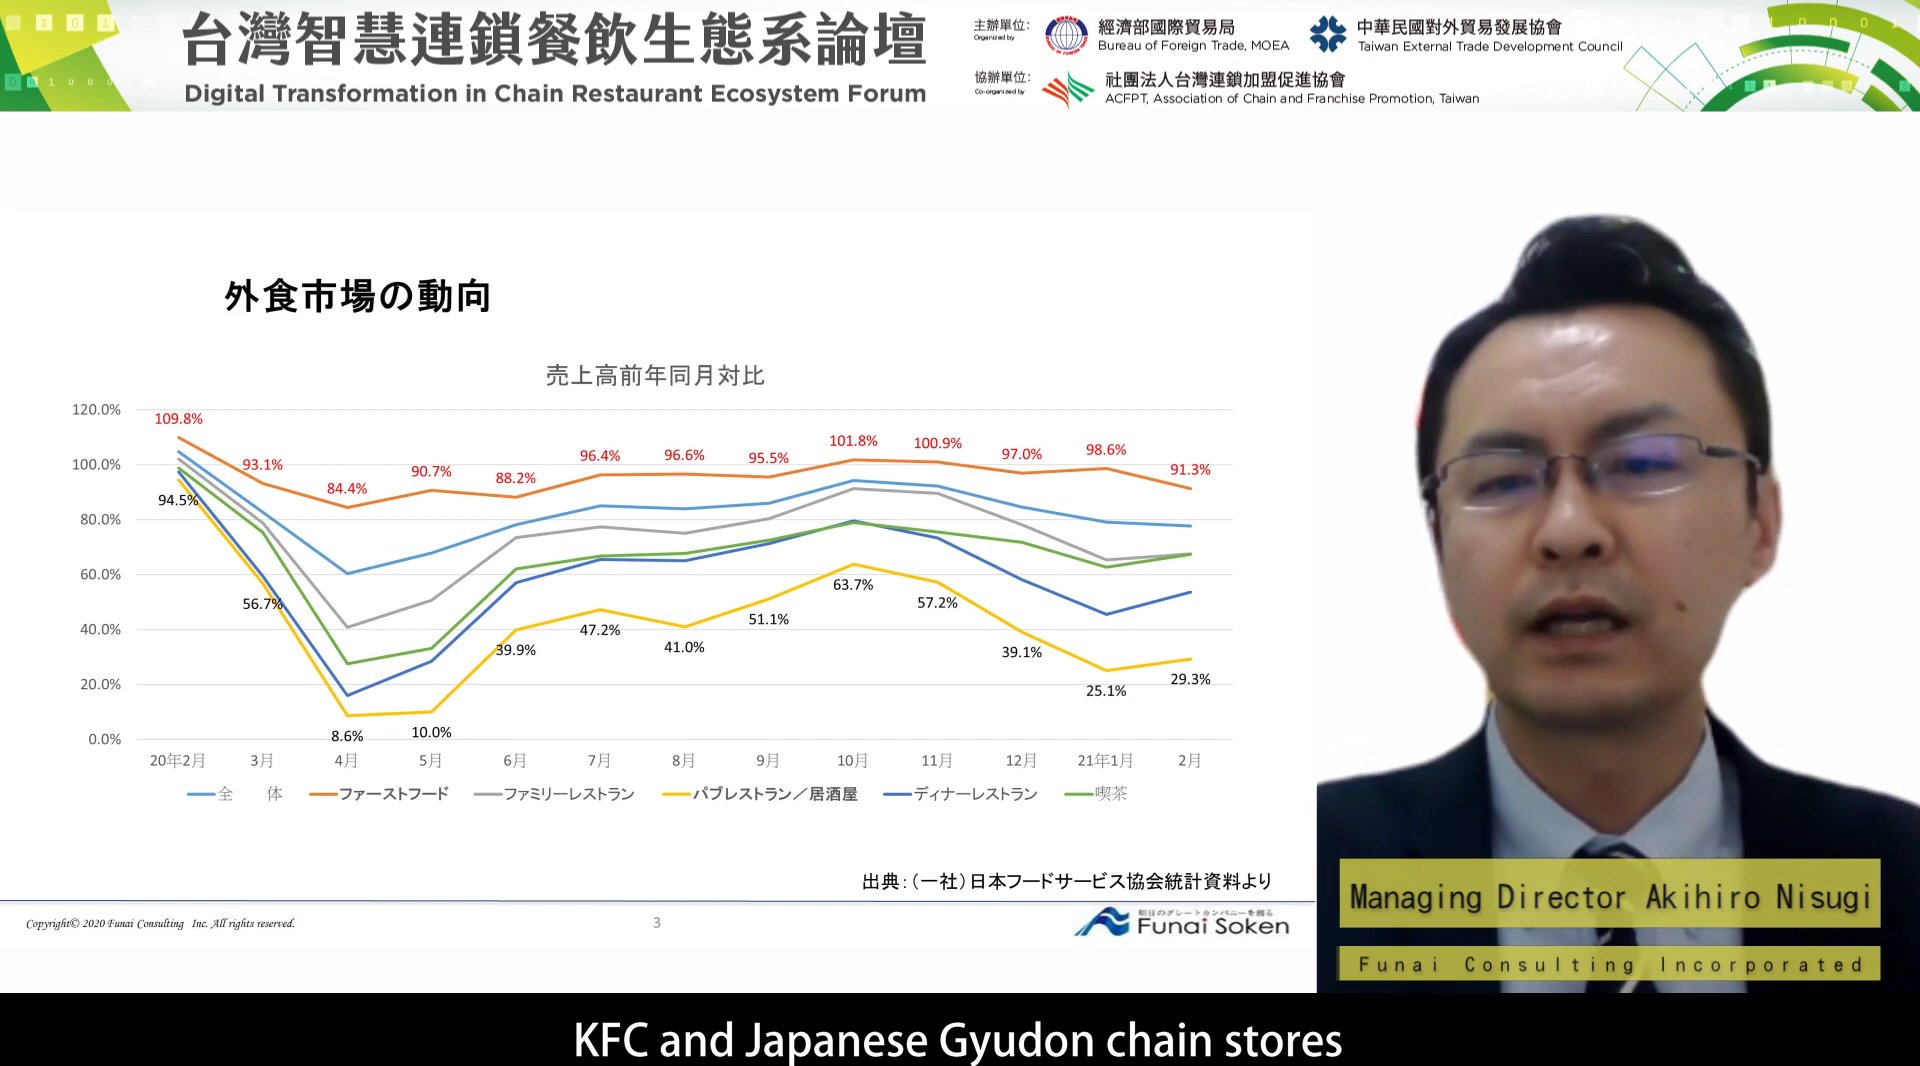 台灣智慧連鎖餐飲生態系論壇
Digital Transformation in Chain Restaurant Ecosystem Forum
主辦單位:
Organized by
經濟部國際貿易局
Bureau of Foreign Trade, MOEA
中華民國對外貿易發展協會
Taiwan External Trade Development Council
協辦單位:
Co-organized by
社團法人台灣連鎖加盟促進協會
ACFPT, Association of Chain and Franchise Promotion, Taiwan
外食市場の動向
売上高前年同月対比
120.0%
100.0%
80.0%
60.0%
40.0%
20.0%
0.0%
109.8%
93.1%
84.4%
90.7%
88.2%
96.4%
96.6%
95.5%
101.8%
100.9%
97.0%
98.6%
91.3%
94.5%
56.7%
8.6%
10.0%
39.9%
47.2%
41.0%
51.1%
63.7%
57.2%
39.1%
25.1%
29.3%
20年2月 3月 4月 5月 6月 7月 8月 9月 10月 11月 12月 21年1月 2月
全 体 ファーストフード ファミリーレストラン パブレストラン／居酒屋 ディナーレストラン 喫茶
出典：（一社）日本フードサービス協会統計資料より
Copyright© 2020 Funai Consulting Inc. All rights reserved.
3
明日のグレートカンパニーを創る
Funai Soken
Managing Director Akihiro Nisugi
Funai Consulting Incorporated
KFC and Japanese Gyudon chain stores